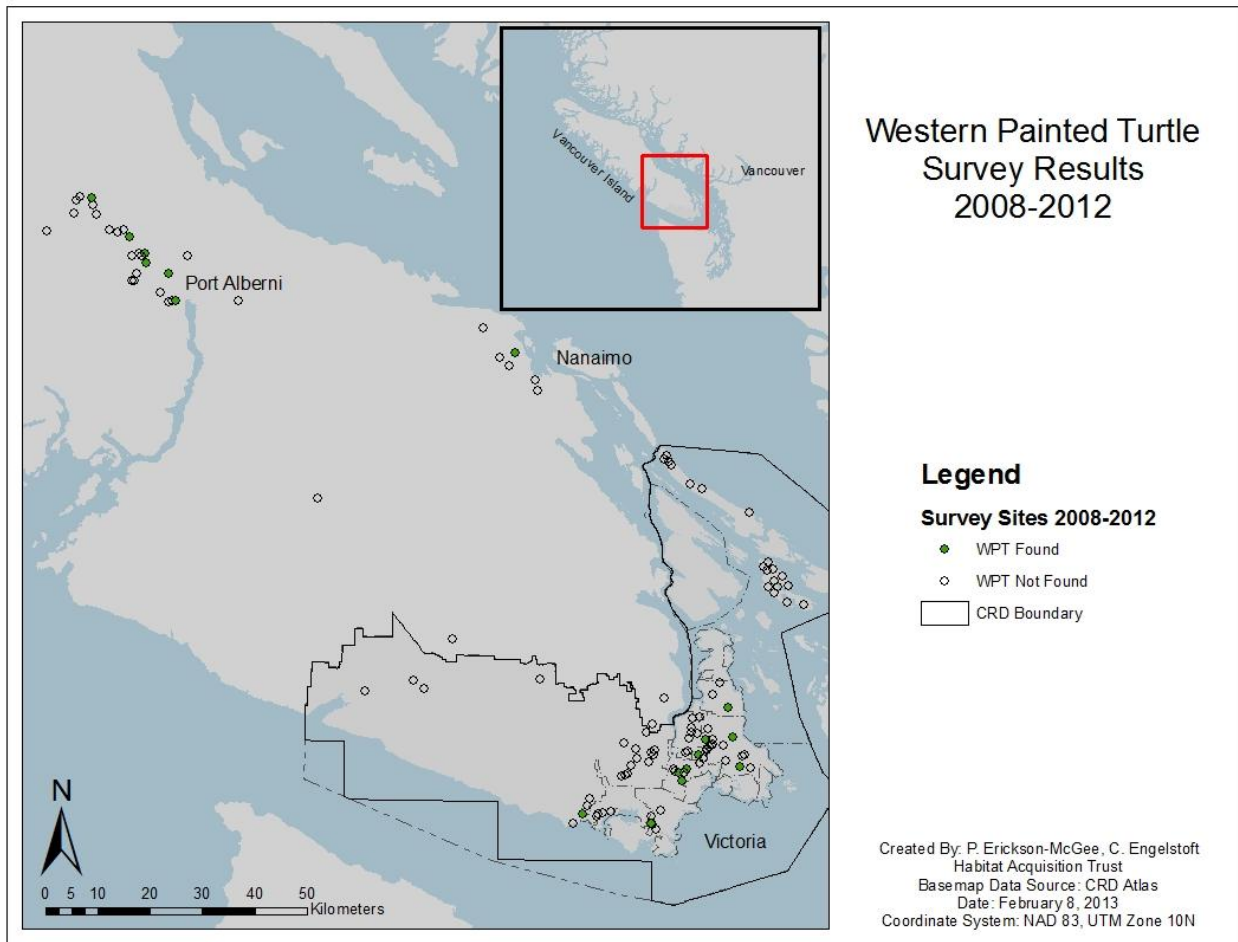 Western Painted Turtle
Survey Results
2008-2012
Vancouver Island
Vancouver
Port Alberni
Nanaimo
Victoria
Legend
Survey Sites 2008-2012
WPT Found
WPT Not Found
CRD Boundary
N
0 5 10 20 30 40 50
Kilometers
Created By: P. Erickson-McGee, C. Engelstoft
Habitat Acquisition Trust
Basemap Data Source: CRD Atlas
Date: February 8, 2013
Coordinate System: NAD 83, UTM Zone 10N